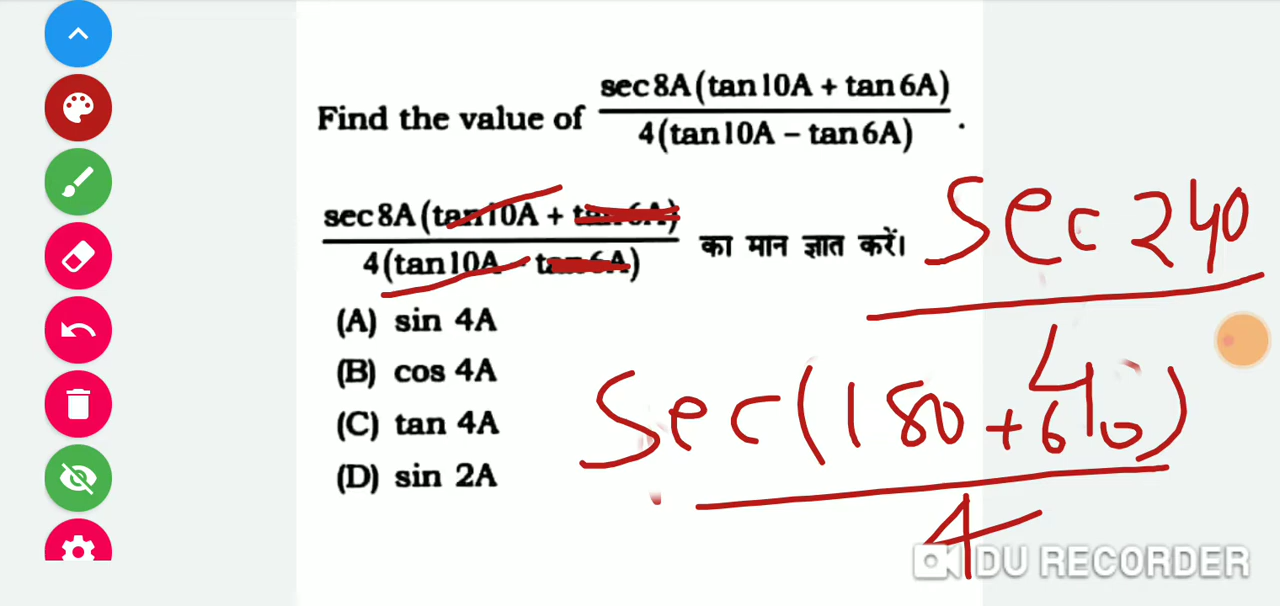 Find the value of sec8A(tan10A + tan6A) / 4(tan10A – tan6A) .
sec8A(tan10A + tan6A) / 4(tan10A – tan6A) का मान ज्ञात करें।
(A) sin 4A
(B) cos 4A
(C) tan 4A
(D) sin 2A
Sec 240
4
Sec(180+60)
4
DU RECORDER